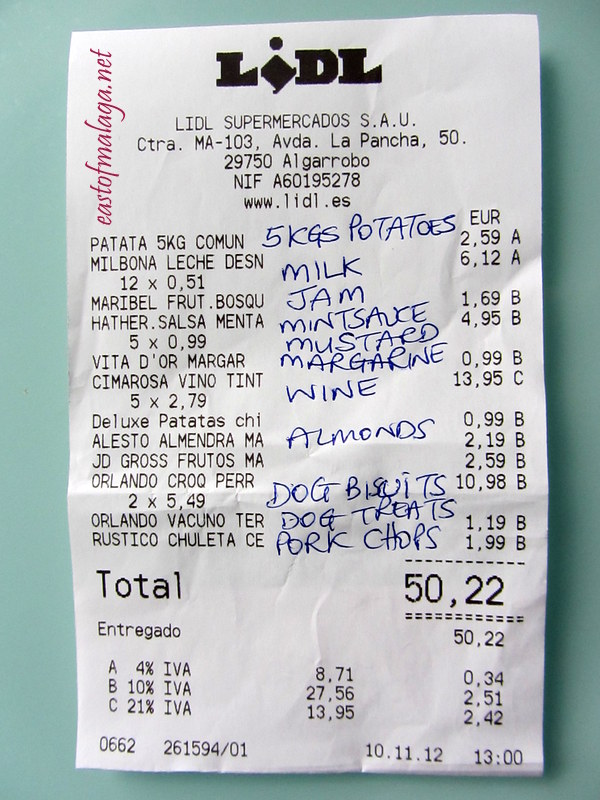 eastofmalaga.net
LiDL
LIDL SUPERMERCADOS S.A.U.
Ctra. MA-103, Avda. La Pancha, 50.
29750 Algarrobo
NIF A60195278
www.lidl.es
EUR
PATATA 5KG COMUN 5KGS POTATOES 2,59 A
MILBONA LECHE DESN MILK 6,12 A
12 x 0,51
MARIBEL FRUT.BOSQU JAM 1,69 B
HATHER.SALSA MENTA MINTSAUCE 4,95 B
5 x 0,99 MUSTARD
VITA D'OR MARGAR MARGARINE 0,99 B
CIMAROSA VINO TINT WINE 13,95 C
5 x 2,79
Deluxe Patatas chi 0,99 B
ALESTO ALMENDRA MA ALMONDS 2,19 B
JD GROSS FRUTOS MA 2,59 B
ORLANDO CROQ PERR DOG BISUITS 10,98 B
2 x 5,49
ORLANDO VACUNO TER DOG TREATS 1,19 B
RUSTICO CHULETA CE PORK CHOPS 1,99 B
Total 50,22
Entregado 50,22
A 4% IVA 8,71 0,34
B 10% IVA 27,56 2,51
C 21% IVA 13,95 2,42
0662 261594/01 10.11.12 13:00